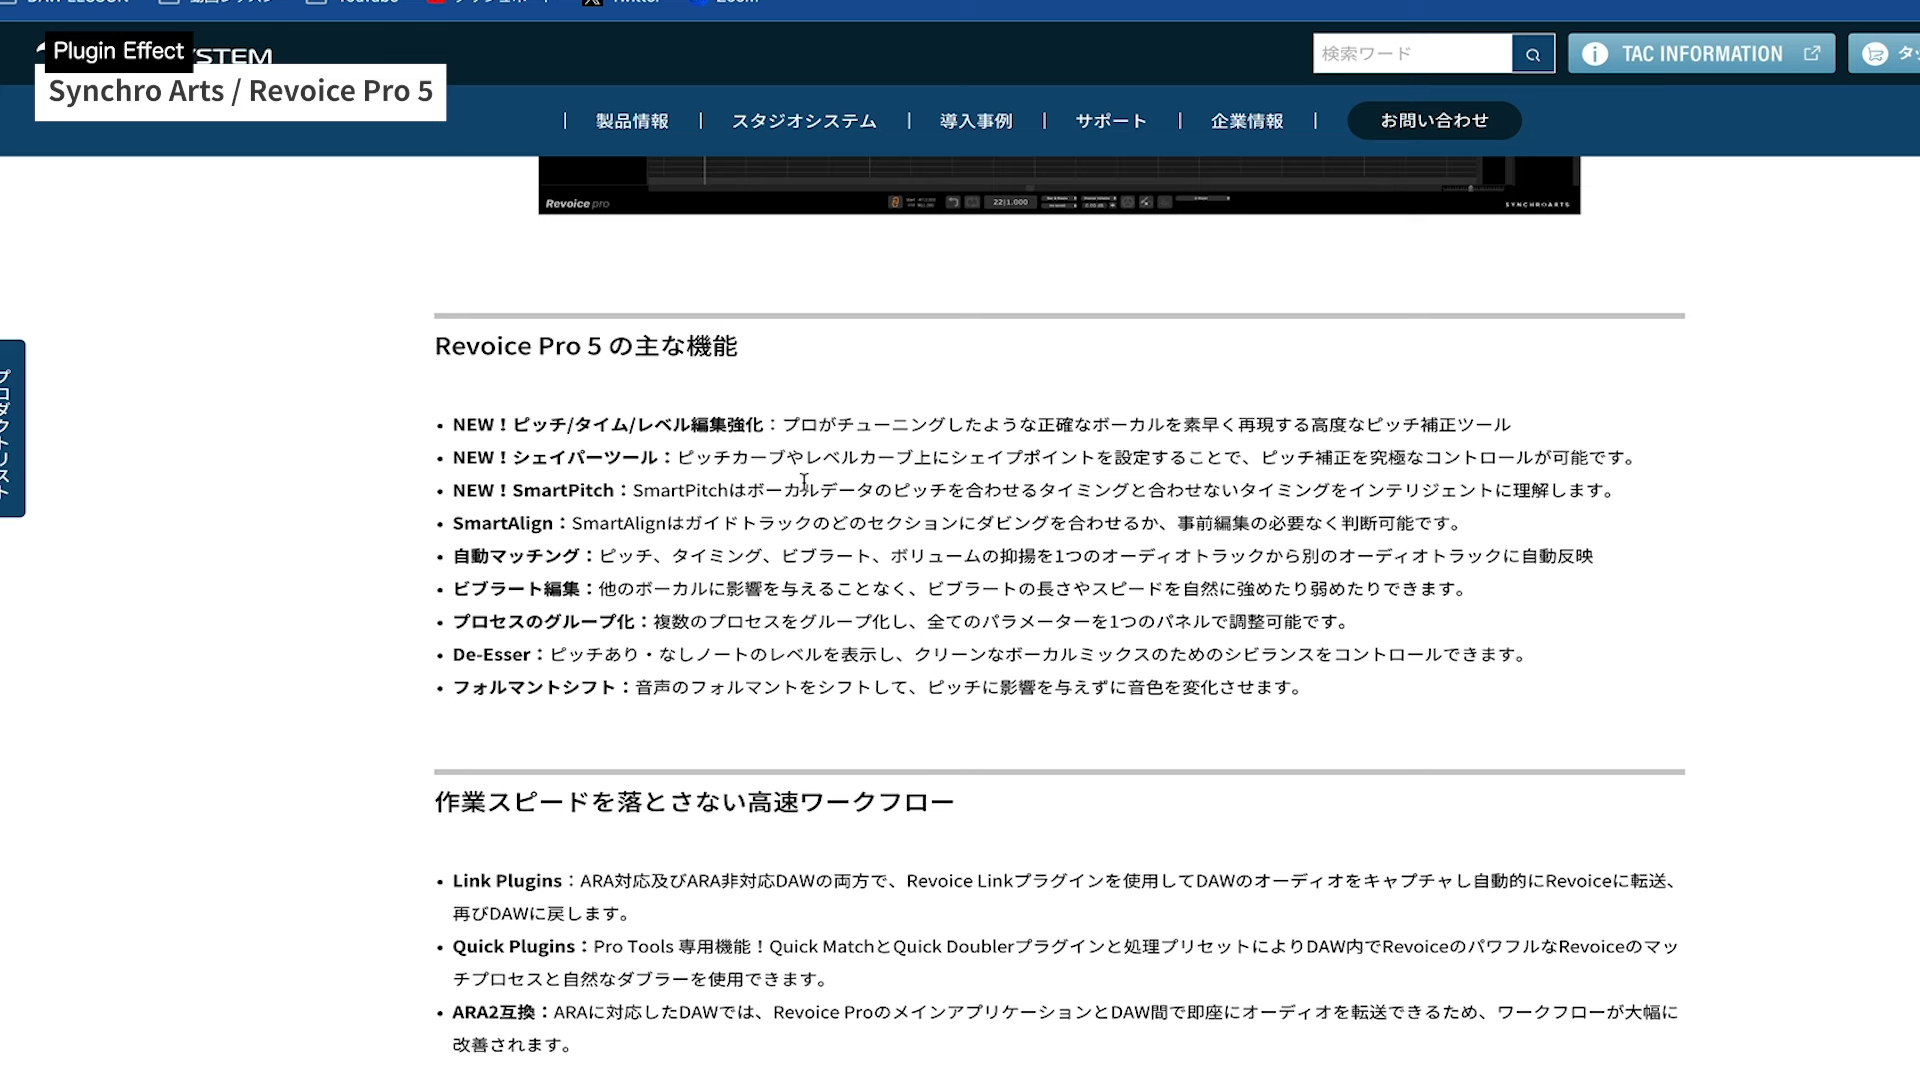 YouTube
Plugin Effect
STEM
Synchro Arts / Revoice Pro 5
検索ワード
TAC INFORMATION
製品情報
スタジオシステム
導入事例
サポート
企業情報
お問い合わせ
Revoice pro
22|1.000
SYNCHROARTS
プロダクトリスト
Revoice Pro 5 の主な機能
• NEW！ピッチ/タイム/レベル編集強化：プロがチューニングしたような正確なボーカルを素早く再現する高度なピッチ補正ツール
• NEW！シェイパーツール：ピッチカーブやレベルカーブ上にシェイプポイントを設定することで、ピッチ補正を究極なコントロールが可能です。
• NEW！SmartPitch：SmartPitchはボーカルデータのピッチを合わせるタイミングと合わせないタイミングをインテリジェントに理解します。
• SmartAlign：SmartAlignはガイドトラックのどのセクションにダビングを合わせるか、事前編集の必要なく判断可能です。
• 自動マッチング：ピッチ、タイミング、ビブラート、ボリュームの抑揚を1つのオーディオトラックから別のオーディオトラックに自動反映
• ビブラート編集：他のボーカルに影響を与えることなく、ビブラートの長さやスピードを自然に強めたり弱めたりできます。
• プロセスのグループ化：複数のプロセスをグループ化し、全てのパラメーターを1つのパネルで調整可能です。
• De-Esser：ピッチあり・なしノートのレベルを表示し、クリーンなボーカルミックスのためのシビランスをコントロールできます。
• フォルマントシフト：音声のフォルマントをシフトして、ピッチに影響を与えずに音色を変化させます。
作業スピードを落とさない高速ワークフロー
• Link Plugins：ARA対応及びARA非対応DAWの両方で、Revoice Linkプラグインを使用してDAWのオーディオをキャプチャし自動的にRevoiceに転送、
再びDAWに戻します。
• Quick Plugins：Pro Tools 専用機能！Quick MatchとQuick Doublerプラグインと処理プリセットによりDAW内でRevoiceのパワフルなRevoiceのマッ
チプロセスと自然なダブラーを使用できます。
• ARA2互換：ARAに対応したDAWでは、Revoice ProのメインアプリケーションとDAW間で即座にオーディオを転送できるため、ワークフローが大幅に
改善されます。